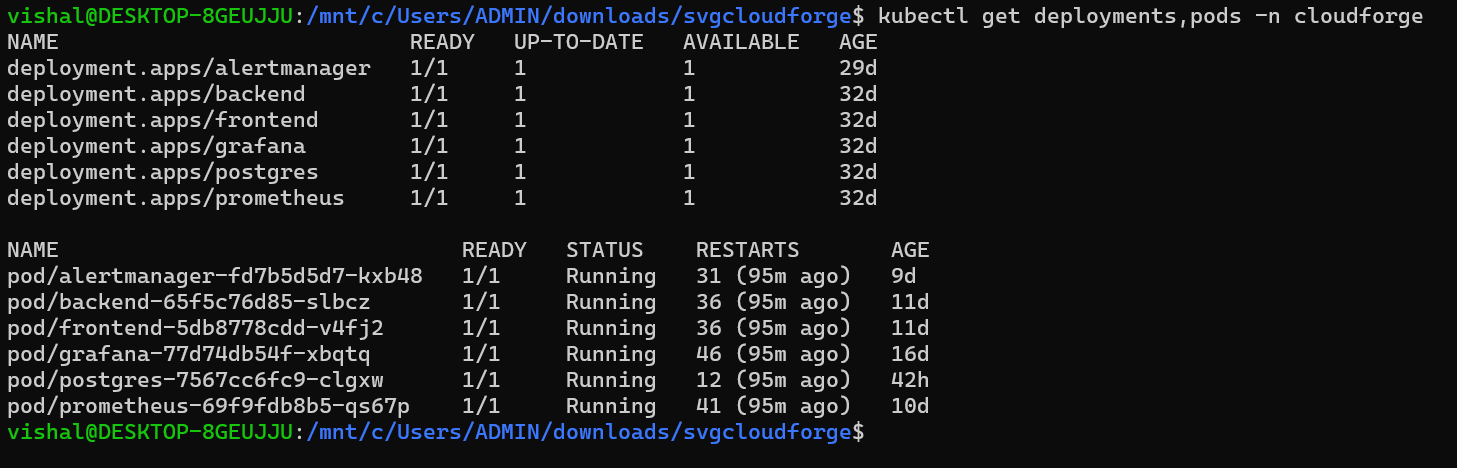 vishal@DESKTOP-8GEUJJU:/mnt/c/Users/ADMIN/downloads/svgcloudforge$ kubectl get deployments,pods -n cloudforge
NAME                           READY   UP-TO-DATE   AVAILABLE   AGE
deployment.apps/alertmanager   1/1     1            1           29d
deployment.apps/backend        1/1     1            1           32d
deployment.apps/frontend       1/1     1            1           32d
deployment.apps/grafana        1/1     1            1           32d
deployment.apps/postgres       1/1     1            1           32d
deployment.apps/prometheus     1/1     1            1           32d

NAME                               READY   STATUS    RESTARTS       AGE
pod/alertmanager-fd7b5d5d7-kxb48   1/1     Running   31 (95m ago)   9d
pod/backend-65f5c76d85-slbcz       1/1     Running   36 (95m ago)   11d
pod/frontend-5db8778cdd-v4fj2      1/1     Running   36 (95m ago)   11d
pod/grafana-77d74db54f-xbqtq       1/1     Running   46 (95m ago)   16d
pod/postgres-7567cc6fc9-clgxw      1/1     Running   12 (95m ago)   42h
pod/prometheus-69f9fdb8b5-qs67p    1/1     Running   41 (95m ago)   10d
vishal@DESKTOP-8GEUJJU:/mnt/c/Users/ADMIN/downloads/svgcloudforge$